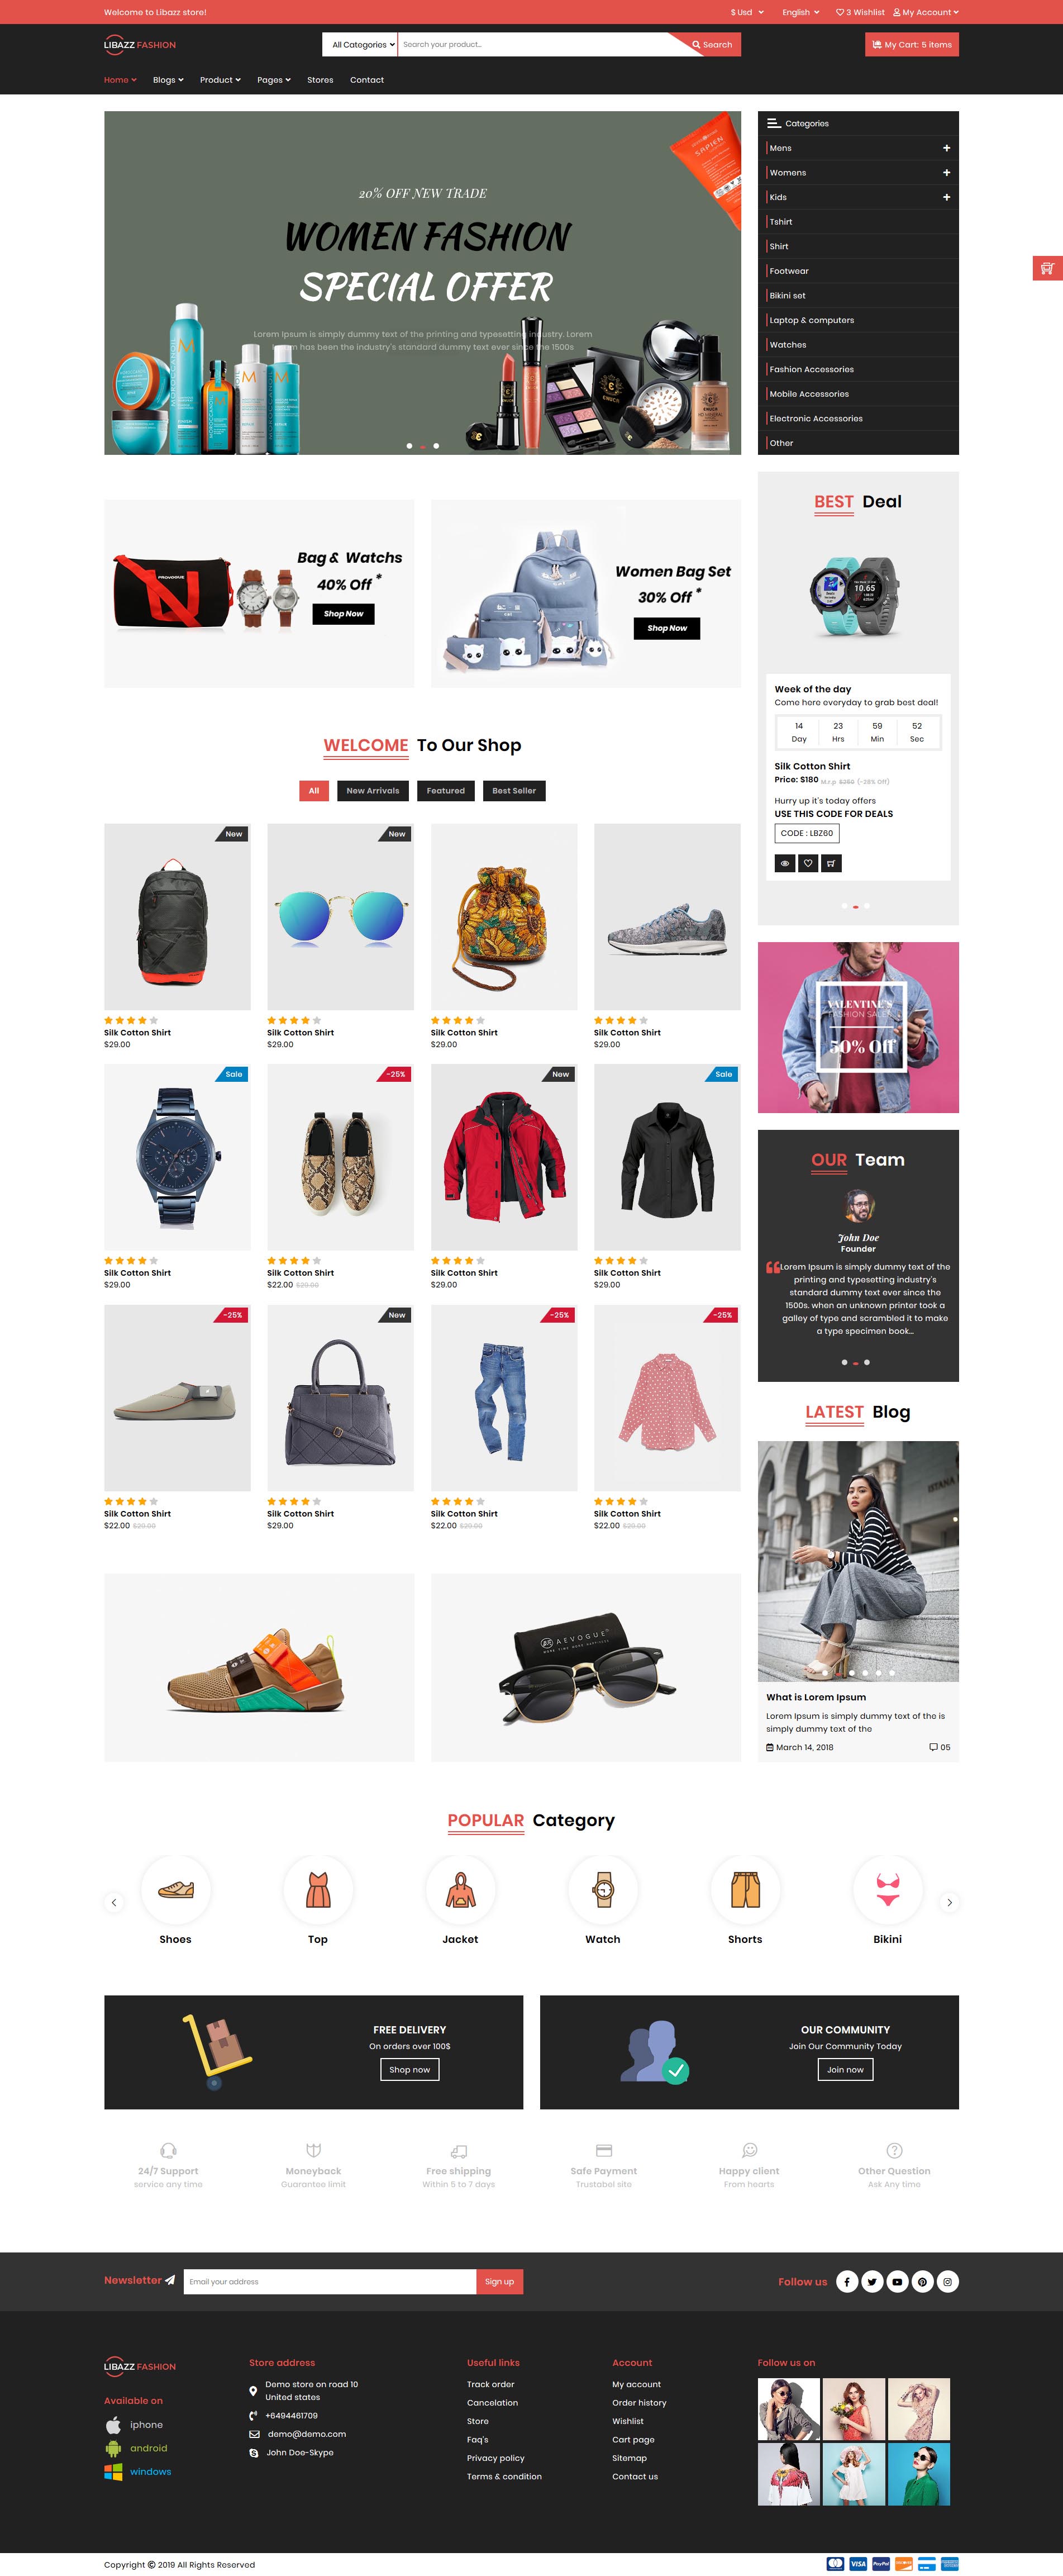 Welcome to Libazz store!
$ Usd
English
3 Wishlist
My Account
LIBAZZ FASHION
All Categories
Search your product..
Search
My Cart: 5 items
Home
Blogs
Product
Pages
Stores
Contact
20% OFF NEW TRADE
WOMEN FASHION
SPECIAL OFFER
Lorem Ipsum is simply dummy text of the printing and typesetting industry. Lorem
has been the industry's standard dummy text ever since the 1500s
SAPIEN
Categories
Mens
Womens
Kids
Tshirt
Shirt
Footwear
Bikini set
Laptop & computers
Watches
Fashion Accessories
Mobile Accessories
Electronic Accessories
Other
PROVOGUE
Bag & Watchs
40% Off *
Shop Now
Women Bag Set
30% Off *
Shop Now
BEST Deal
10.65
Week of the day
Come here everyday to grab best deal!
14 23 59 52
Day Hrs Min Sec
Silk Cotton Shirt
Price: $180 M.r.p $250 (-28% Off)
Hurry up it's today offers
USE THIS CODE FOR DEALS
CODE : LBZ60
WELCOME To Our Shop
All
New Arrivals
Featured
Best Seller
New
New
Silk Cotton Shirt
$29.00
Silk Cotton Shirt
$29.00
Silk Cotton Shirt
$29.00
Silk Cotton Shirt
$29.00
Sale
-25%
New
Sale
Silk Cotton Shirt
$29.00
Silk Cotton Shirt
$22.00 $29.00
Silk Cotton Shirt
$29.00
Silk Cotton Shirt
$29.00
-25%
New
-25%
-25%
Silk Cotton Shirt
$22.00 $29.00
Silk Cotton Shirt
$29.00
Silk Cotton Shirt
$22.00 $29.00
Silk Cotton Shirt
$22.00 $29.00
AEVOGUE
VALENTINE'S
FASHION SALE
50% Off
OUR Team
John Doe
Founder
Lorem Ipsum is simply dummy text of the
printing and typesetting industry's
standard dummy text ever since the
1500s. when an unknown printer took a
galley of type and scrambled it to make
a type specimen book...
LATEST Blog
What is Lorem Ipsum
Lorem Ipsum is simply dummy text of the is
simply dummy text of the
March 14, 2018
05
POPULAR Category
Shoes
Top
Jacket
Watch
Shorts
Bikini
FREE DELIVERY
On orders over 100$
Shop now
OUR COMMUNITY
Join Our Community Today
Join now
24/7 Support
service any time
Moneyback
Guarantee limit
Free shipping
Within 5 to 7 days
Safe Payment
Trustabel site
Happy client
From hearts
Other Question
Ask Any time
Newsletter
Email your address
Sign up
Follow us
LIBAZZ FASHION
Available on
iphone
android
windows
Store address
Demo store on road 10
United states
+6494461709
demo@demo.com
John Doe-Skype
Useful links
Track order
Cancelation
Store
Faq's
Privacy policy
Terms & condition
Account
My account
Order history
Wishlist
Cart page
Sitemap
Contact us
Follow us on
Copyright © 2019 All Rights Reserved
VISA
PayPal